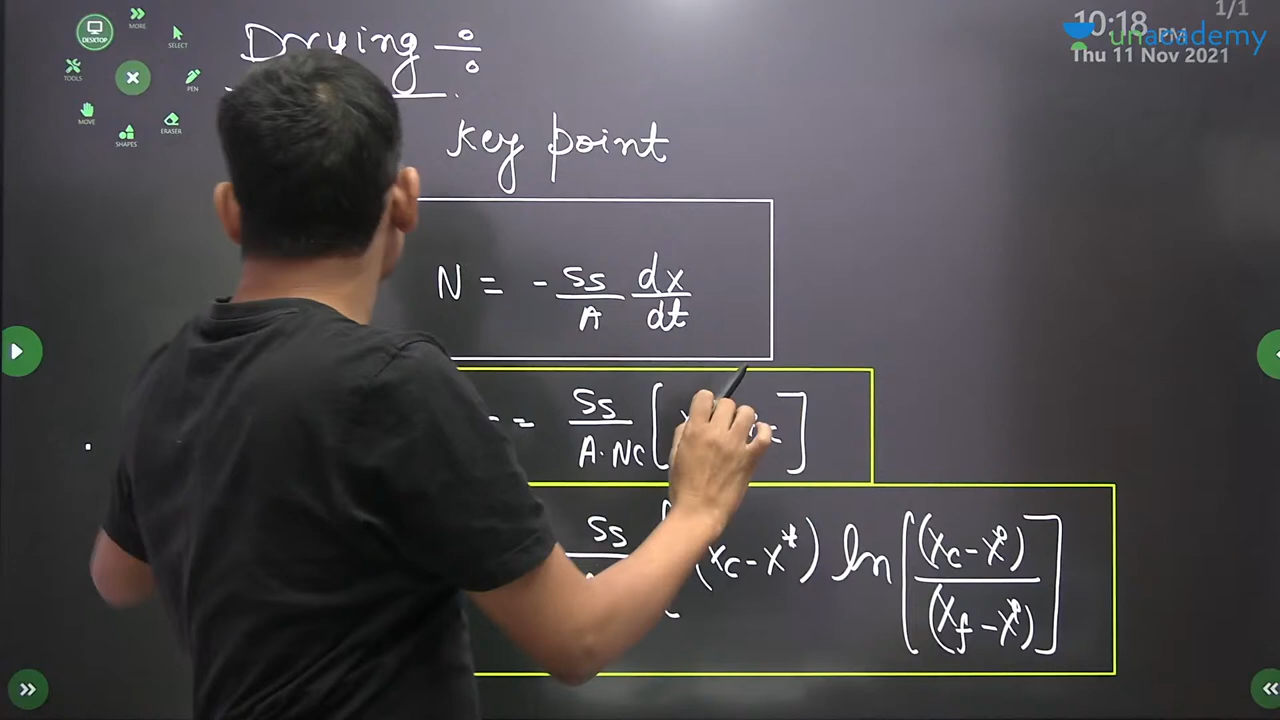 MORE
DESKTOP
SELECT
TOOLS
PEN
MOVE
ERASER
SHAPES
10:18 PM
1/1
unacademy
Thu 11 Nov 2021
Drying ÷
key point
N = - Ss/A dx/dt
= Ss/A·Nc [
Ss (xc - x*) ln [(xc - x*)/(xf - x*)]